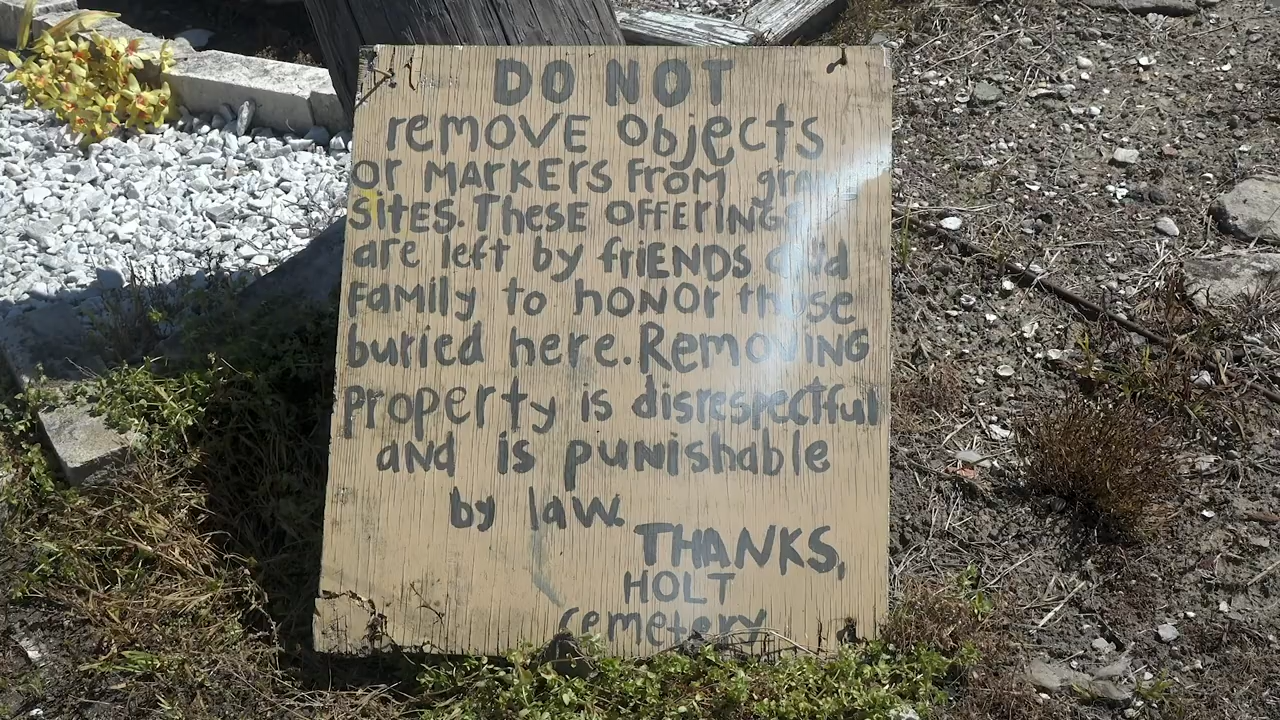 DO NOT
remove objects
or MARKErs From grave
SITES. These OFFERINGS
are left by friENDS and
Family to honor those
buried here. Removing
Property is disrespectful
and is punishable
by law.
THANKS,
HOLT
Cemetery